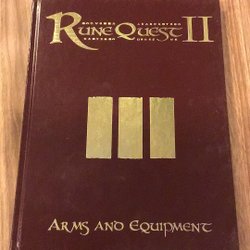 RuneQuest II
Arms and Equipment